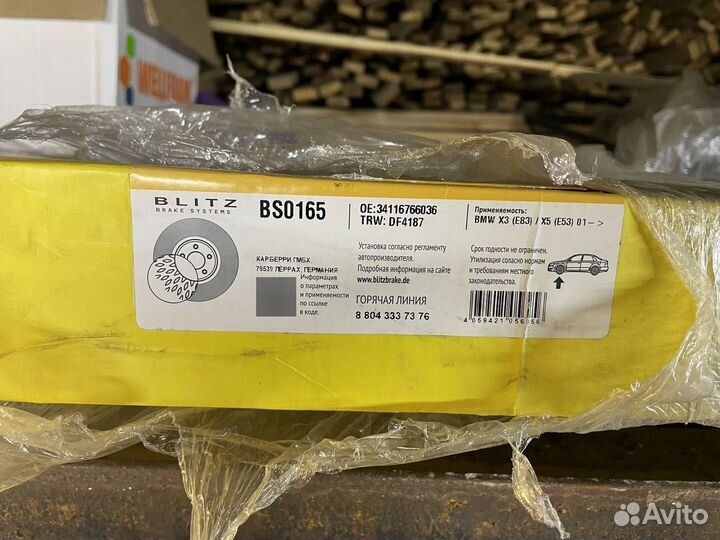 WELLFORM
BLITZ
BRAKE SYSTEMS
BS0165
OE:34116766036
TRW: DF4187
Применяемость:
BMW X3 (E83) / X5 (E53) 01->
КАРБЕРРИ ГМБХ
79539 ЛЕРРАХ, ГЕРМАНИЯ
Информация
о параметрах
и применяемости
по ссылке
в коде.
Установка согласно регламенту
автопроизводителя.
Подробная информация на сайте
www.blitzbrake.de
ГОРЯЧАЯ ЛИНИЯ
8 804 333 73 76
Срок годности не ограничен.
Утилизация согласно нормам
и требованиям местного
законодательства.
Avito